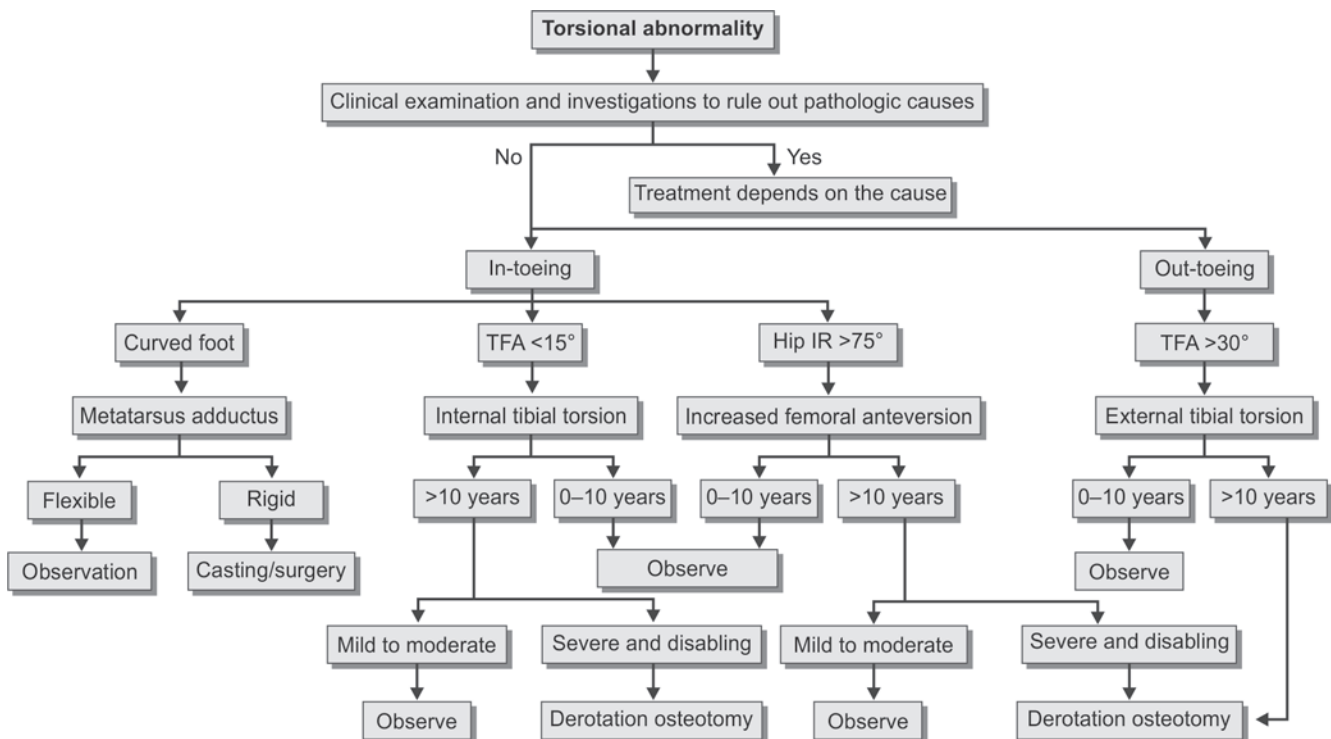 Torsional abnormality
Clinical examination and investigations to rule out pathologic causes
No
Yes
Treatment depends on the cause
In-toeing
Out-toeing
Curved foot
TFA <15°
Hip IR >75°
TFA >30°
Metatarsus adductus
Internal tibial torsion
Increased femoral anteversion
External tibial torsion
Flexible
Rigid
>10 years
0–10 years
0–10 years
>10 years
0–10 years
>10 years
Observation
Casting/surgery
Observe
Observe
Mild to moderate
Severe and disabling
Mild to moderate
Severe and disabling
Observe
Derotation osteotomy
Observe
Derotation osteotomy